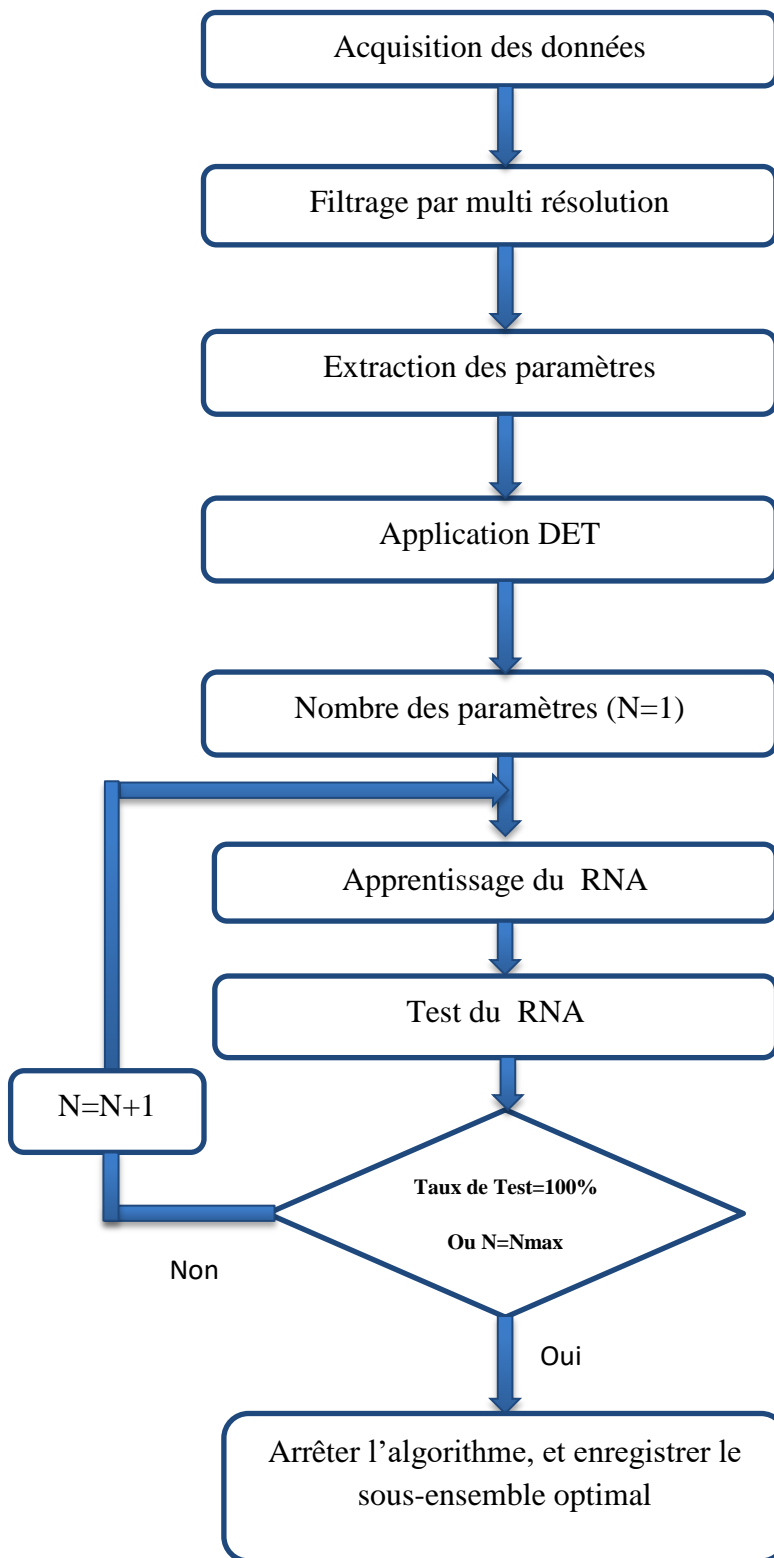 Acquisition des données
Filtrage par multi résolution
Extraction des paramètres
Application DET
Nombre des paramètres (N=1)
Apprentissage du RNA
Test du RNA
N=N+1
Taux de Test=100%
Ou N=Nmax
Non
Oui
Arrêter l’algorithme, et enregistrer le
sous-ensemble optimal